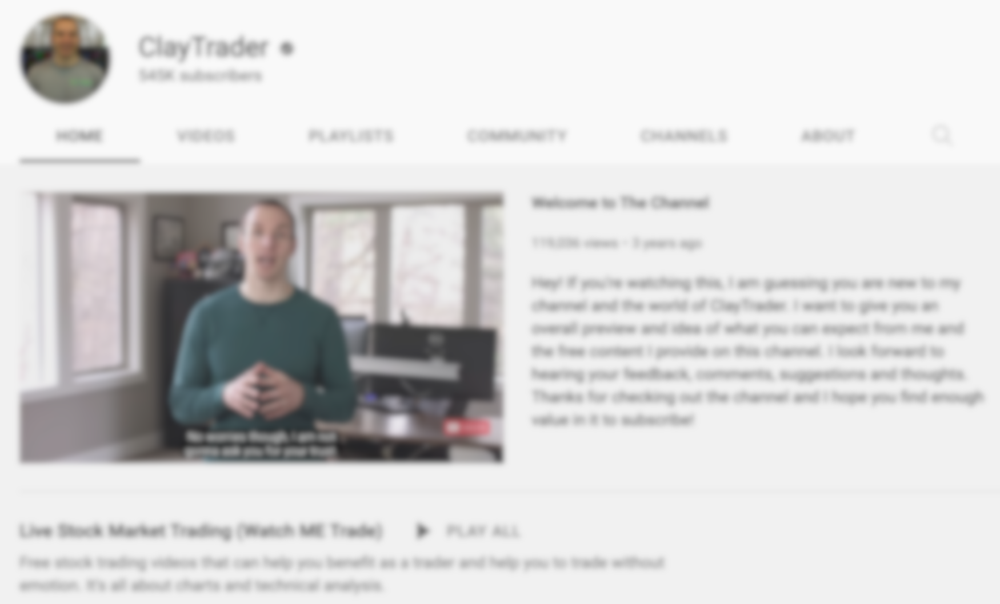 ClayTrader
545K subscribers
HOME VIDEOS PLAYLISTS COMMUNITY CHANNELS ABOUT
Welcome to The Channel
views • 3 years ago
Hey! If you're watching this, I am guessing you are new to my
channel and the world of ClayTrader. I want to give you an
overall preview and idea of what you can expect from me and
the free content I provide on this channel. I look forward to
hearing your feedback, comments, suggestions and thoughts.
Thanks for checking out the channel and I hope you find enough
value in it to subscribe!
No worries though, I am not
gonna ask you for your trust.
Live Stock Market Trading (Watch ME Trade) PLAY ALL
Free stock trading videos that can help you benefit as a trader and help you to trade without
emotion. It's all about charts and technical analysis.